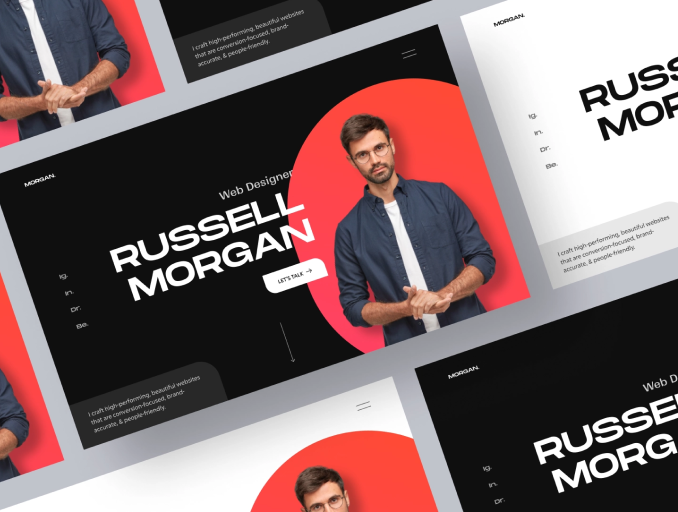 I craft high-performing, beautiful websites
that are conversion-focused, brand-
accurate, & people-friendly.
MORGAN.
Web Designer
RUSSELL
MORGAN
LET'S TALK
Ig.
In.
Dr.
Be.
I craft high-performing, beautiful websites
that are conversion-focused, brand-
accurate, & people-friendly.
MORGAN.
RUSS
MOR
Ig.
In.
Dr.
Be.
I craft high-performing, beautiful websites
that are conversion-focused, brand-
accurate, & people-friendly.
MORGAN.
Web D
RUSSE
MORG
Ig.
In.
Dr.